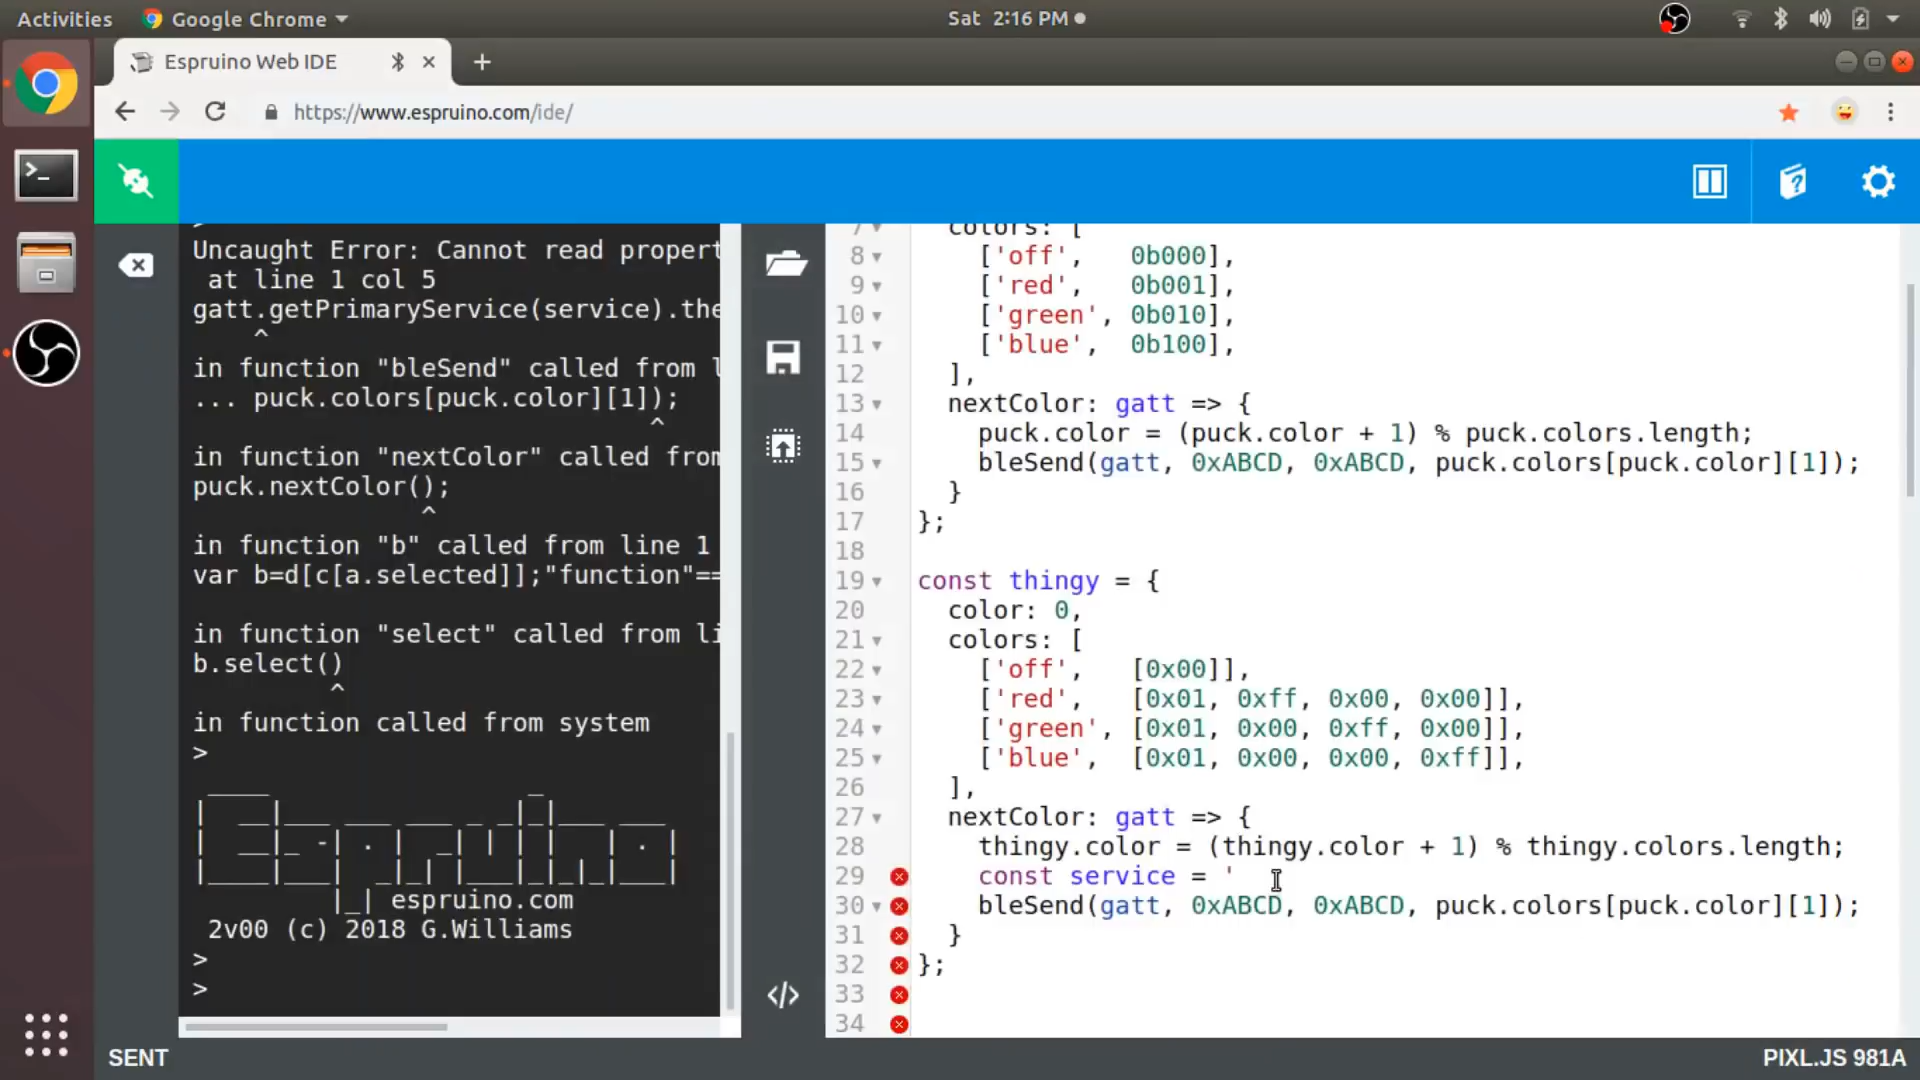 Activities
Google Chrome
Sat 2:16 PM
Espruino Web IDE
https://www.espruino.com/ide/
>
Uncaught Error: Cannot read propert
at line 1 col 5
gatt.getPrimaryService(service).the
^
in function "bleSend" called from l
... puck.colors[puck.color][1]);
^
in function "nextColor" called from
puck.nextColor();
^
in function "b" called from line 1
var b=d[c[a.selected]];"function"==
in function "select" called from li
b.select()
^
in function called from system
>
Espruino
espruino.com
2v00 (c) 2018 G.Williams
>
>
7 colors: [
8 ['off', 0b000],
9 ['red', 0b001],
10 ['green', 0b010],
11 ['blue', 0b100],
12 ],
13 nextColor: gatt => {
14 puck.color = (puck.color + 1) % puck.colors.length;
15 bleSend(gatt, 0xABCD, 0xABCD, puck.colors[puck.color][1]);
16 }
17 };
18
19 const thingy = {
20 color: 0,
21 colors: [
22 ['off', [0x00]],
23 ['red', [0x01, 0xff, 0x00, 0x00]],
24 ['green', [0x01, 0x00, 0xff, 0x00]],
25 ['blue', [0x01, 0x00, 0x00, 0xff]],
26 ],
27 nextColor: gatt => {
28 thingy.color = (thingy.color + 1) % thingy.colors.length;
29 const service = '
30 bleSend(gatt, 0xABCD, 0xABCD, puck.colors[puck.color][1]);
31 }
32 };
33
34
SENT
PIXL.JS 981A